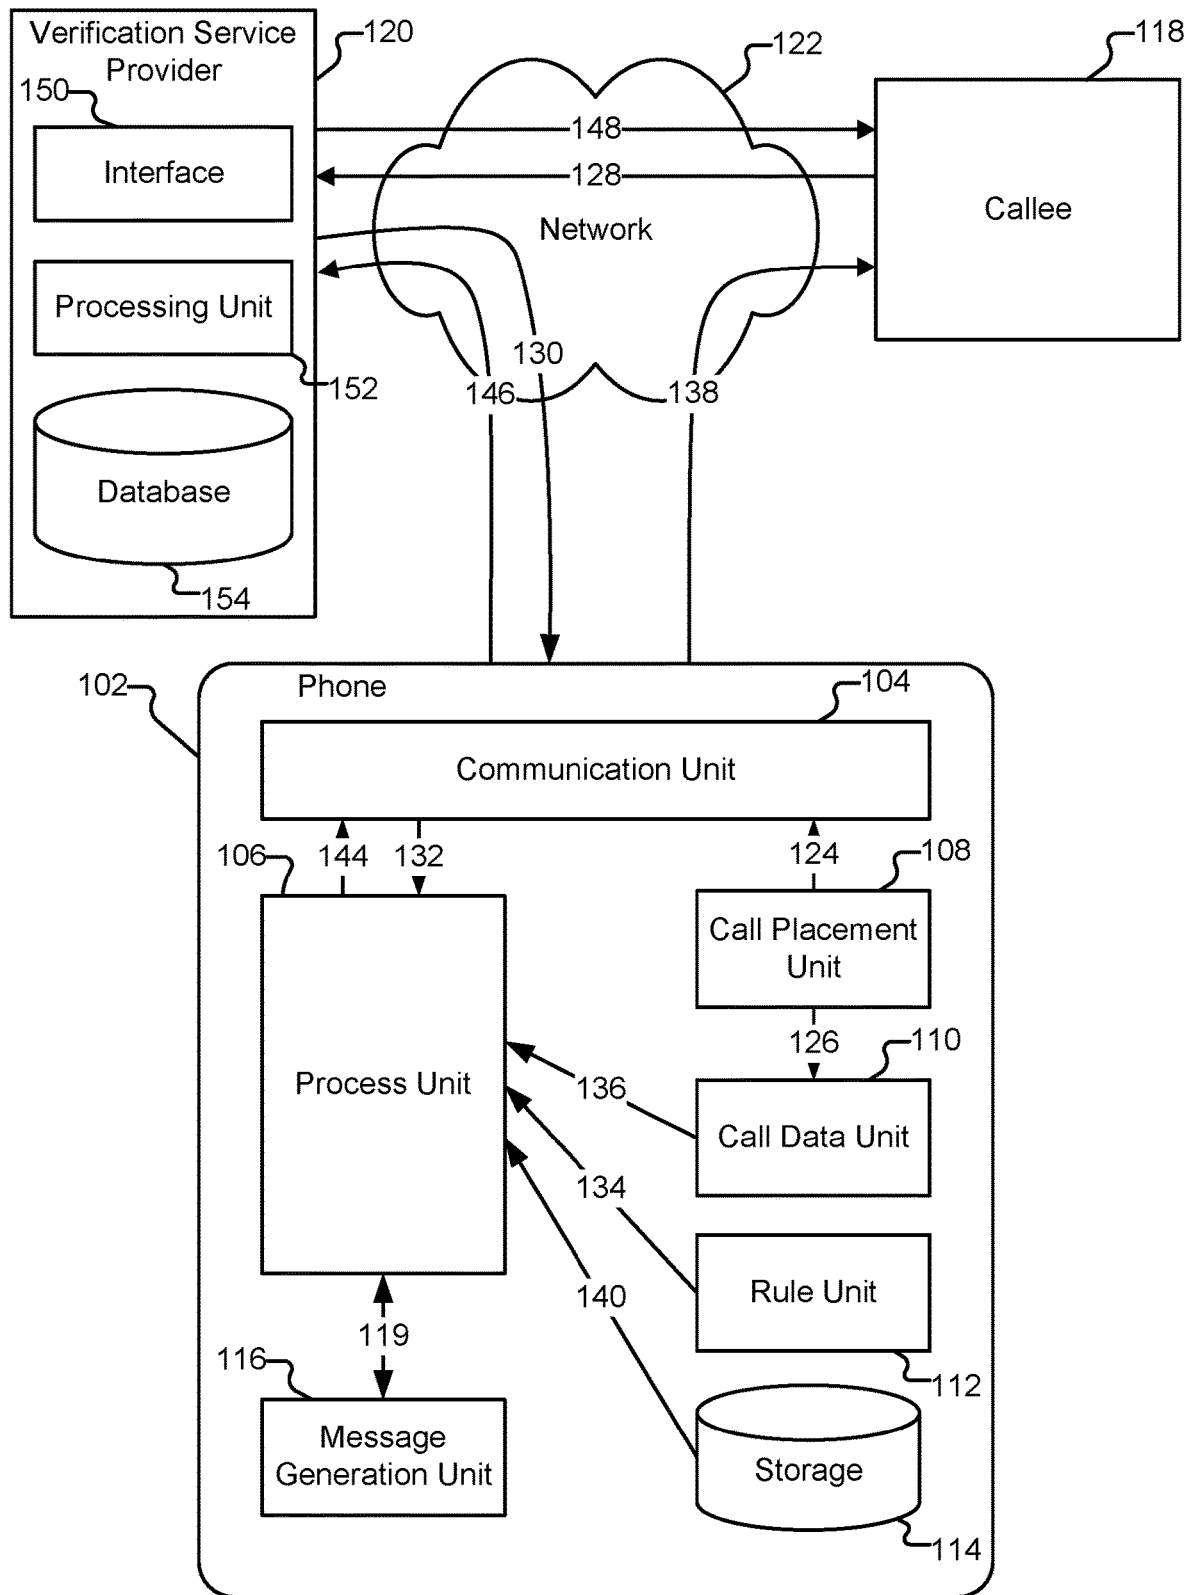 Verification Service
Provider
120
122
118
150
Interface
148
128
Network
Callee
Processing Unit
152
130
146
138
Database
154
102
Phone
104
Communication Unit
106
144
132
124
108
Call Placement
Unit
126
110
Process Unit
136
Call Data Unit
134
140
Rule Unit
112
119
116
Message
Generation Unit
Storage
114